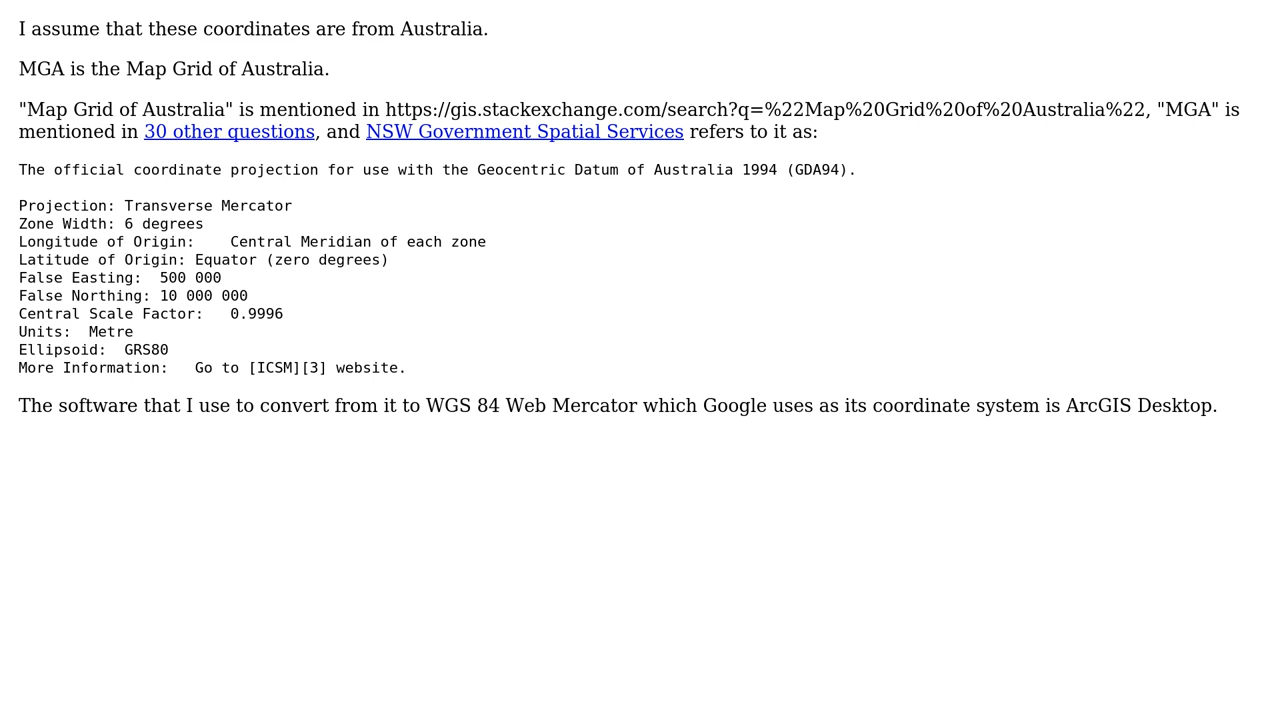 I assume that these coordinates are from Australia.
MGA is the Map Grid of Australia.
"Map Grid of Australia" is mentioned in https://gis.stackexchange.com/search?q=%22Map%20Grid%20of%20Australia%22, "MGA" is
mentioned in 30 other questions, and NSW Government Spatial Services refers to it as:
The official coordinate projection for use with the Geocentric Datum of Australia 1994 (GDA94).
Projection: Transverse Mercator
Zone Width: 6 degrees
Longitude of Origin:    Central Meridian of each zone
Latitude of Origin: Equator (zero degrees)
False Easting:  500 000
False Northing: 10 000 000
Central Scale Factor:   0.9996
Units:  Metre
Ellipsoid:  GRS80
More Information:   Go to [ICSM][3] website.
The software that I use to convert from it to WGS 84 Web Mercator which Google uses as its coordinate system is ArcGIS Desktop.